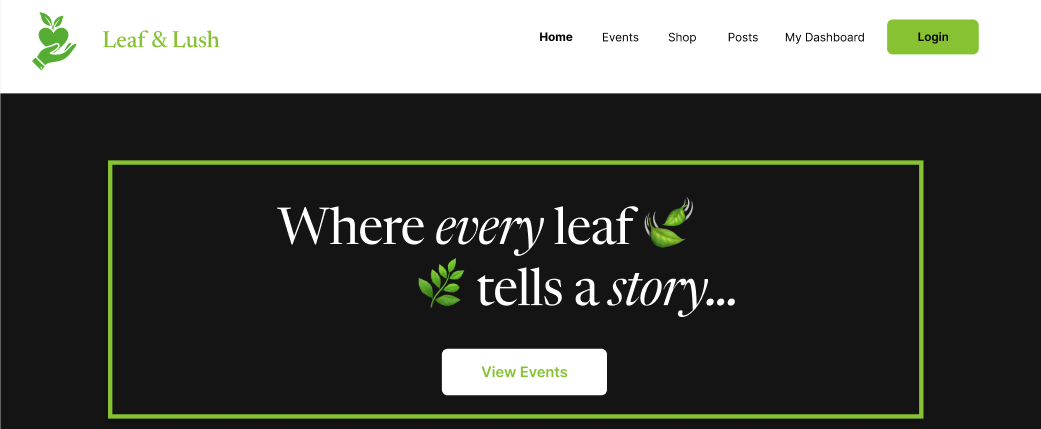 Leaf & Lush
Home Events Shop Posts My Dashboard Login
Where every leaf
tells a story...
View Events